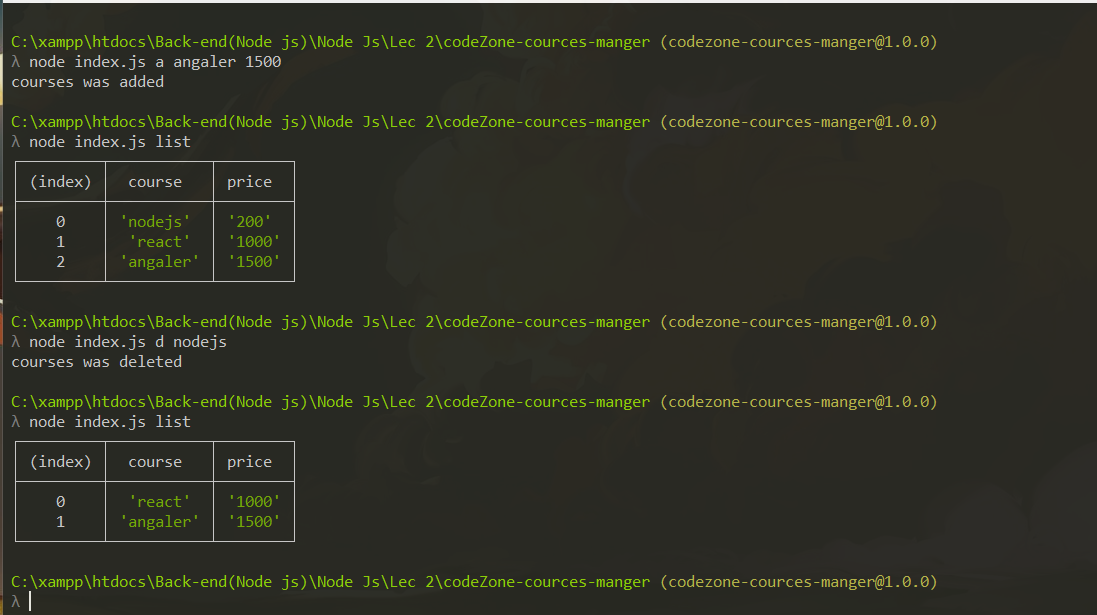 C:\xampp\htdocs\Back-end(Node js)\Node Js\Lec 2\codeZone-cources-manger (codezone-cources-manger@1.0.0)
λ node index.js a angaler 1500
courses was added
C:\xampp\htdocs\Back-end(Node js)\Node Js\Lec 2\codeZone-cources-manger (codezone-cources-manger@1.0.0)
λ node index.js list
(index) course price
0 'nodejs' '200'
1 'react' '1000'
2 'angaler' '1500'
C:\xampp\htdocs\Back-end(Node js)\Node Js\Lec 2\codeZone-cources-manger (codezone-cources-manger@1.0.0)
λ node index.js d nodejs
courses was deleted
C:\xampp\htdocs\Back-end(Node js)\Node Js\Lec 2\codeZone-cources-manger (codezone-cources-manger@1.0.0)
λ node index.js list
(index) course price
0 'react' '1000'
1 'angaler' '1500'
C:\xampp\htdocs\Back-end(Node js)\Node Js\Lec 2\codeZone-cources-manger (codezone-cources-manger@1.0.0)
λ